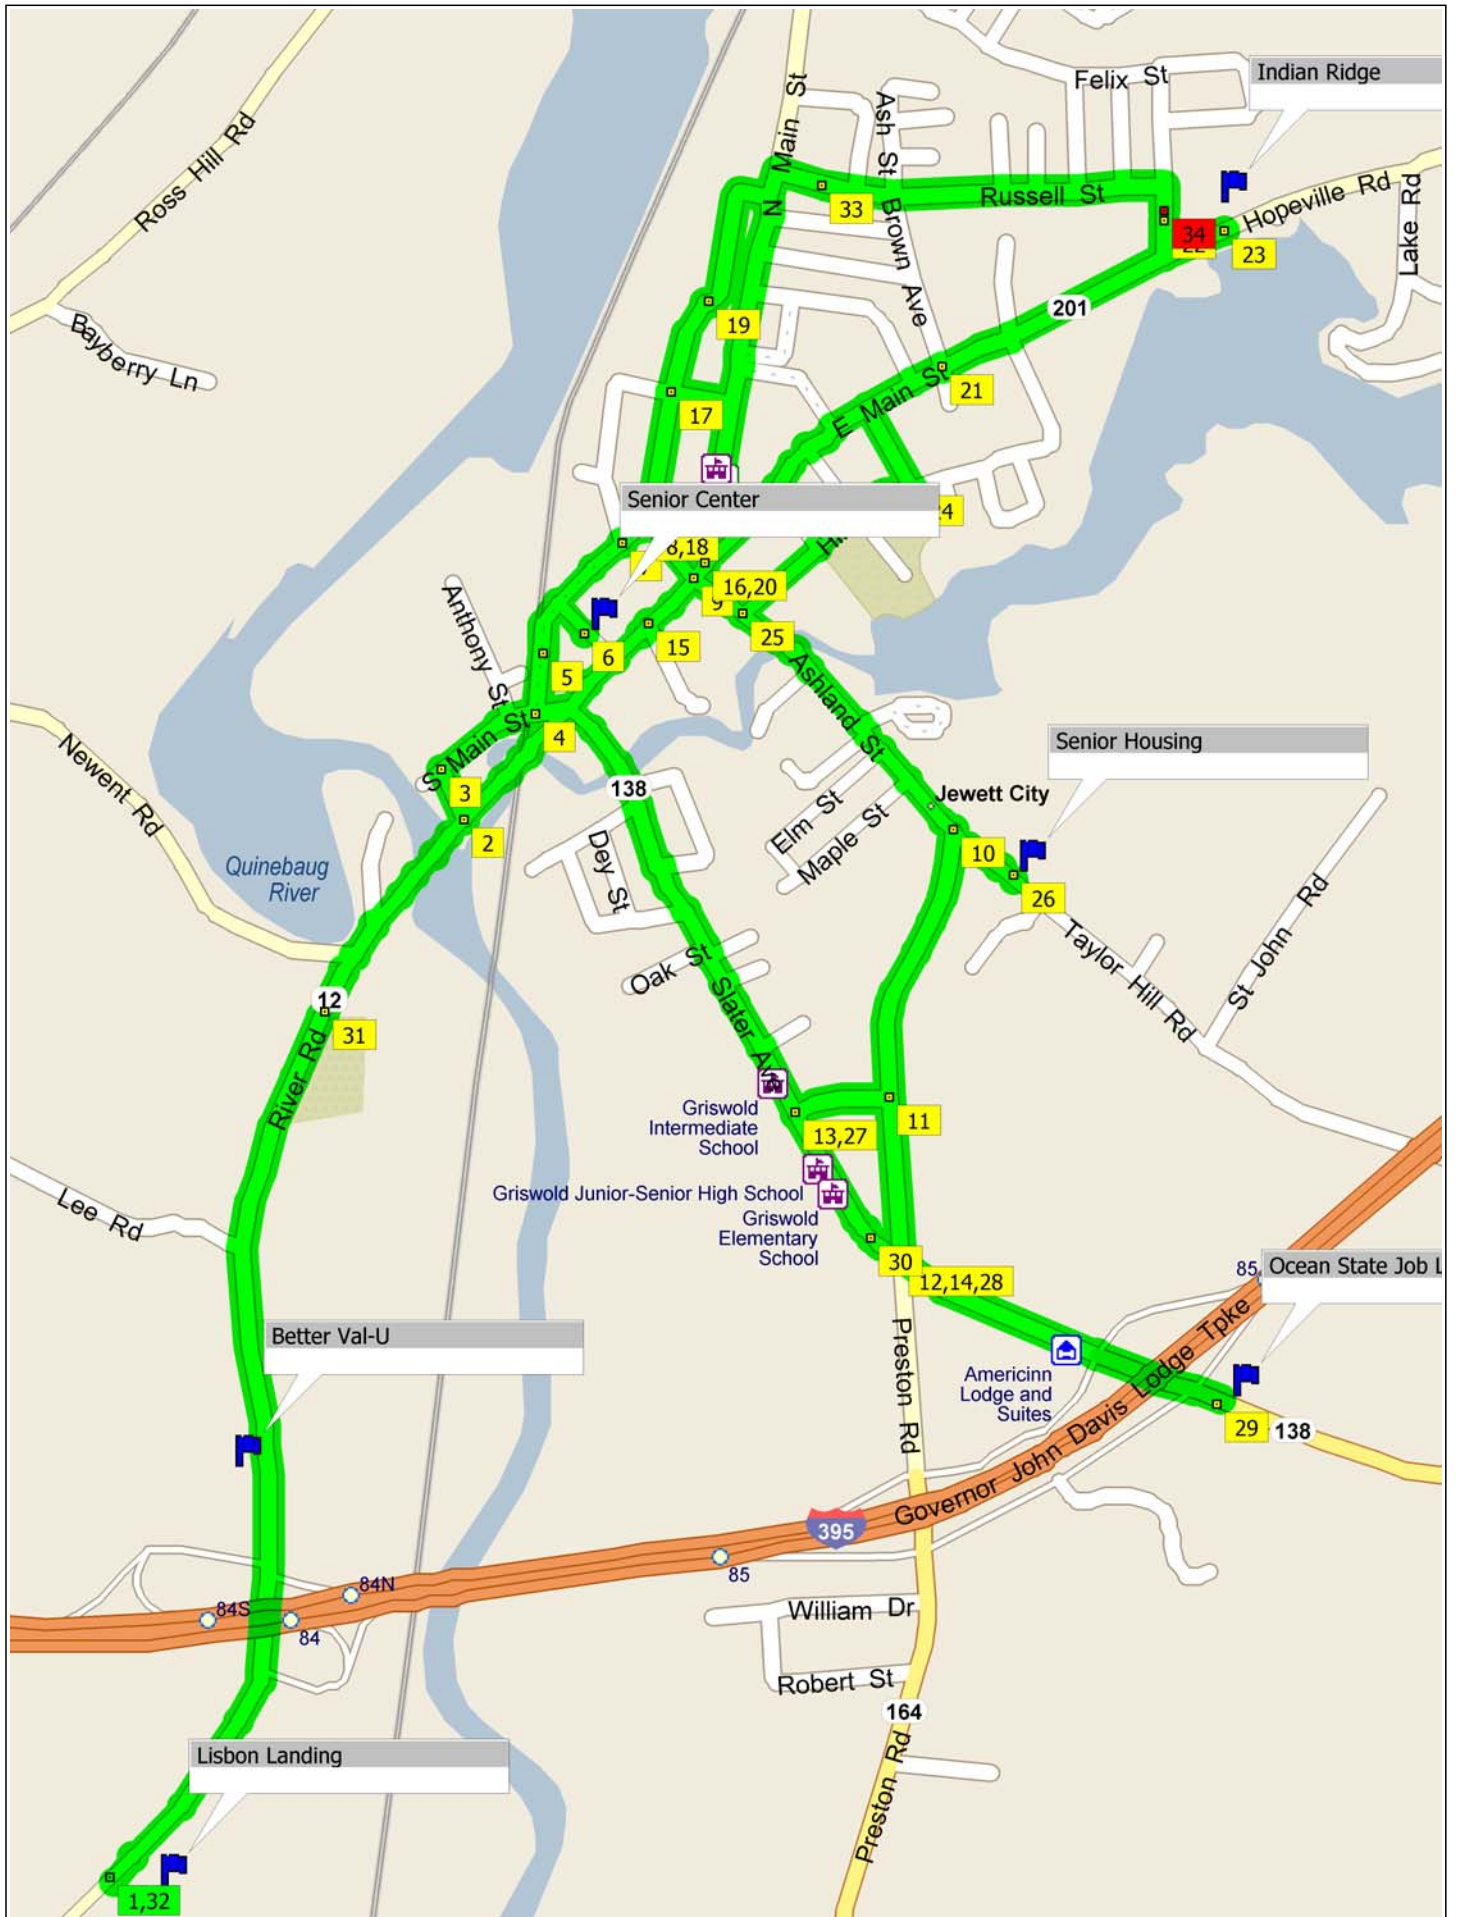 Indian Ridge
Felix St
N Main St
Ash St
Ross Hill Rd
Russell St
33
Brown Ave
34
23
Hopeville Rd
Lake Rd
201
19
Bayberry Ln
21
17
E Main St
Senior Center
8,18
16,20
9
25
15
6
5
Anthony St
4
S Main St
3
2
Ashland St
Senior Housing
Newent Rd
138
Jewett City
Elm St
Maple St
10
26
Dey St
Quinebaug
River
Taylor Hill Rd
St John Rd
Oak St
Slater Av
12
31
River Rd
Griswold
Intermediate
School
13,27
11
Griswold Junior-Senior High School
Griswold
Elementary
School
Lee Rd
30
12,14,28
85
Ocean State Job L
Better Val-U
Preston Rd
Americinn
Lodge and
Suites
Governor John Davis Lodge Tpke
29
138
395
85
84N
84S
84
William Dr
Robert St
164
Preston Rd
Lisbon Landing
1,32